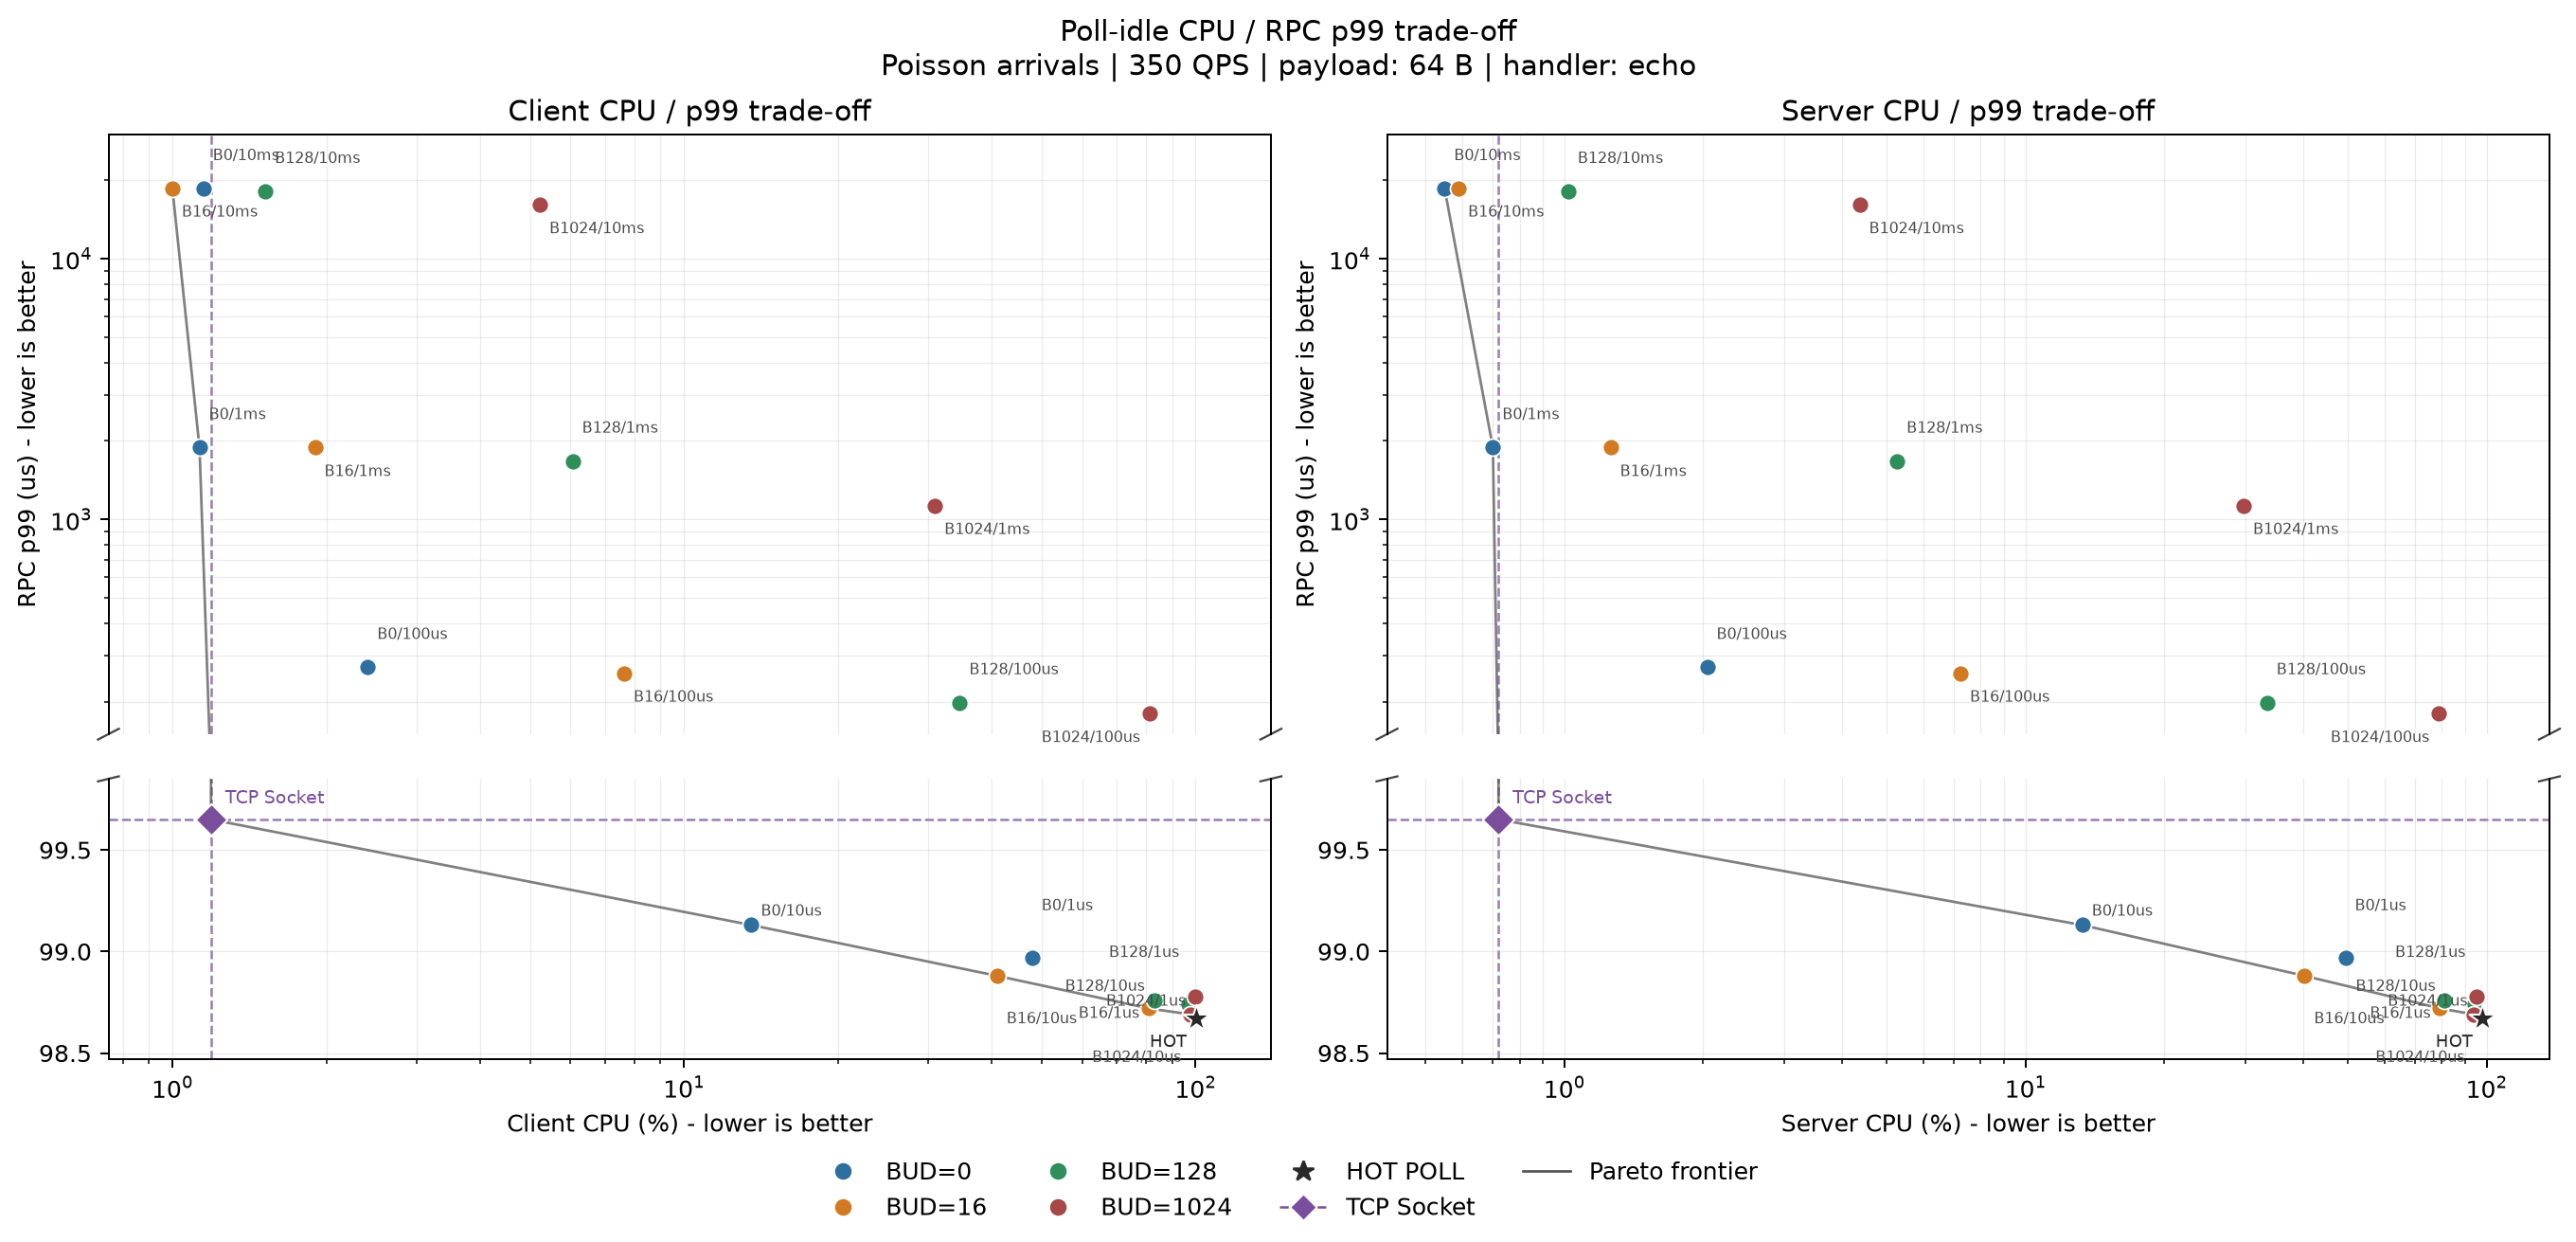 Poll-idle CPU / RPC p99 trade-off
Poisson arrivals | 350 QPS | payload: 64 B | handler: echo
Client CPU / p99 trade-off
RPC p99 (us) - lower is better
10^4
10^3
99.5
99.0
98.5
B0/10ms
B128/10ms
B16/10ms
B1024/10ms
B0/1ms
B128/1ms
B16/1ms
B1024/1ms
B0/100us
B128/100us
B16/100us
B1024/100us
TCP Socket
B0/10us
B0/1us
B128/1us
B128/10us
B1024/1us
B16/10us
B16/1us
HOT
B1024/10us
10^0
10^1
10^2
Client CPU (%) - lower is better
Server CPU / p99 trade-off
RPC p99 (us) - lower is better
10^4
10^3
99.5
99.0
98.5
B0/10ms
B128/10ms
B16/10ms
B1024/10ms
B0/1ms
B128/1ms
B16/1ms
B1024/1ms
B0/100us
B128/100us
B16/100us
B1024/100us
TCP Socket
B0/10us
B0/1us
B128/1us
B128/10us
B1024/1us
B16/10us
B16/1us
HOT
B1024/10us
10^0
10^1
10^2
Server CPU (%) - lower is better
BUD=0
BUD=16
BUD=128
BUD=1024
HOT POLL
TCP Socket
Pareto frontier